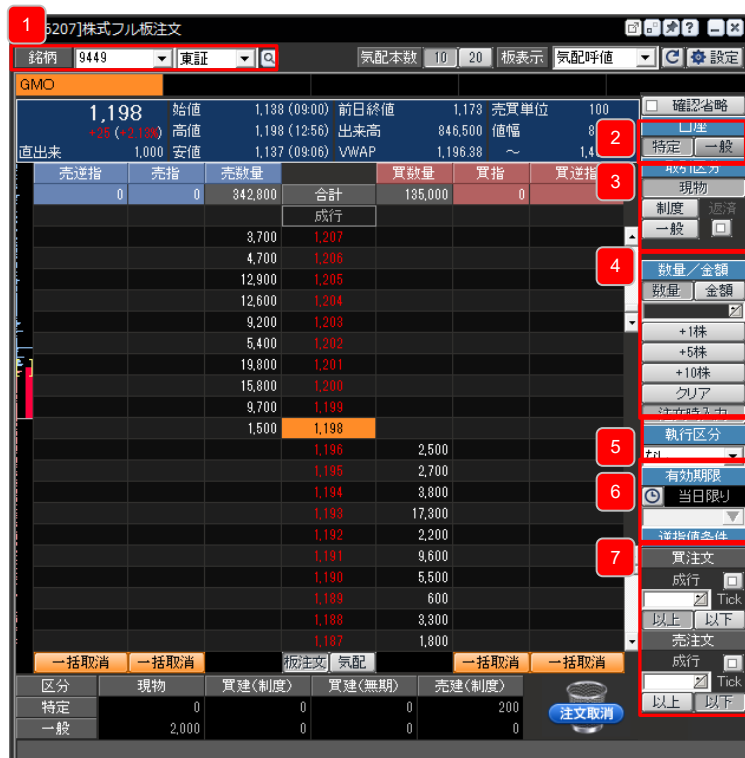 1 5207]株式フル板注文
銘柄 9449 東証 気配本数 10 20 板表示 気配呼値 設定
GMO
1,198 始値 1,138 (09:00) 前日終値 1,173 売買単位 100 確認省略
+25 (+2.13%) 高値 1,198 (12:56) 出来高 846,500 値幅 2 口座
直出来 1,000 安値 1,137 (09:06) VWAP 1,196.38 ～ 特定 一般
売逆指 売指 売数量 買数量 買指 買逆指 3 取引区分
0 0 342,800 合計 135,000 0 現物
成行 制度 返済
3,700 1,207 一般
4,700 1,206 4
12,900 1,205 数量／金額
12,600 1,204 数量 金額
9,200 1,203
5,400 1,202 +1株
19,800 1,201 +5株
15,800 1,200 +10株
9,700 1,199 クリア
1,500 1,198 執行区分
1,196 2,500 5 なし
1,195 2,700 有効期限
1,194 3,800 6 当日限り
1,193 17,300
1,192 2,200 逆指値条件
1,191 9,600 7 買注文
1,190 5,500 成行
1,189 600 Tick
1,188 3,300 以上 以下
1,187 1,800 売注文
一括取消 一括取消 板注文 気配 一括取消 一括取消 成行
区分 現物 買建(制度) 買建(無期) 売建(制度) Tick
特定 0 0 0 200 注文取消 以上 以下
一般 2,000 0 0 0